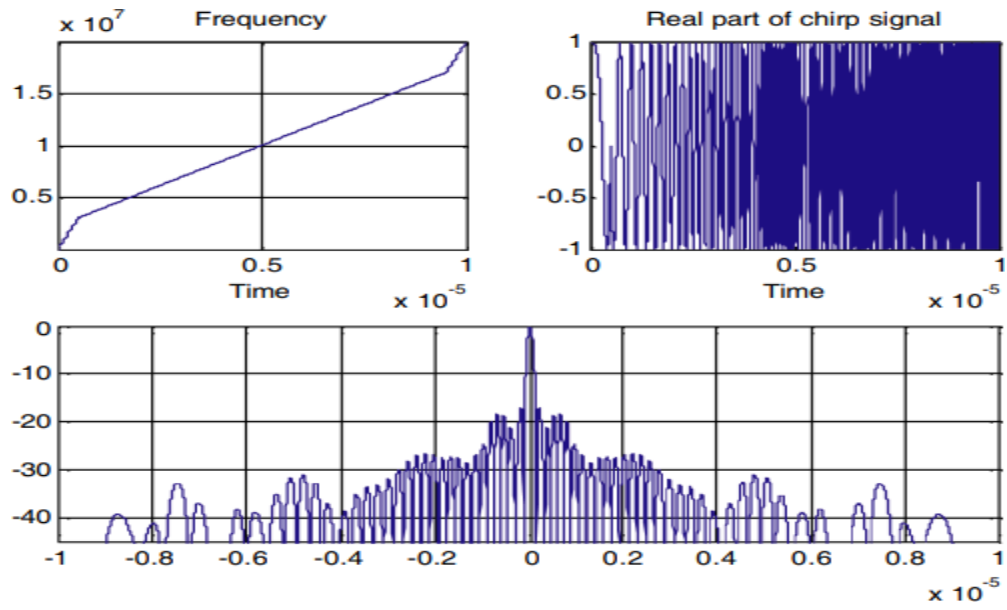 x 10⁷ Frequency
1.5
1
0.5
0 0.5 1
Time
x 10⁻⁵
Real part of chirp signal
1
0.5
0
-0.5
-1
0 0.5 1
Time
x 10⁻⁵
0
-10
-20
-30
-40
-1 -0.8 -0.6 -0.4 -0.2 0 0.2 0.4 0.6 0.8 1
x 10⁻⁵